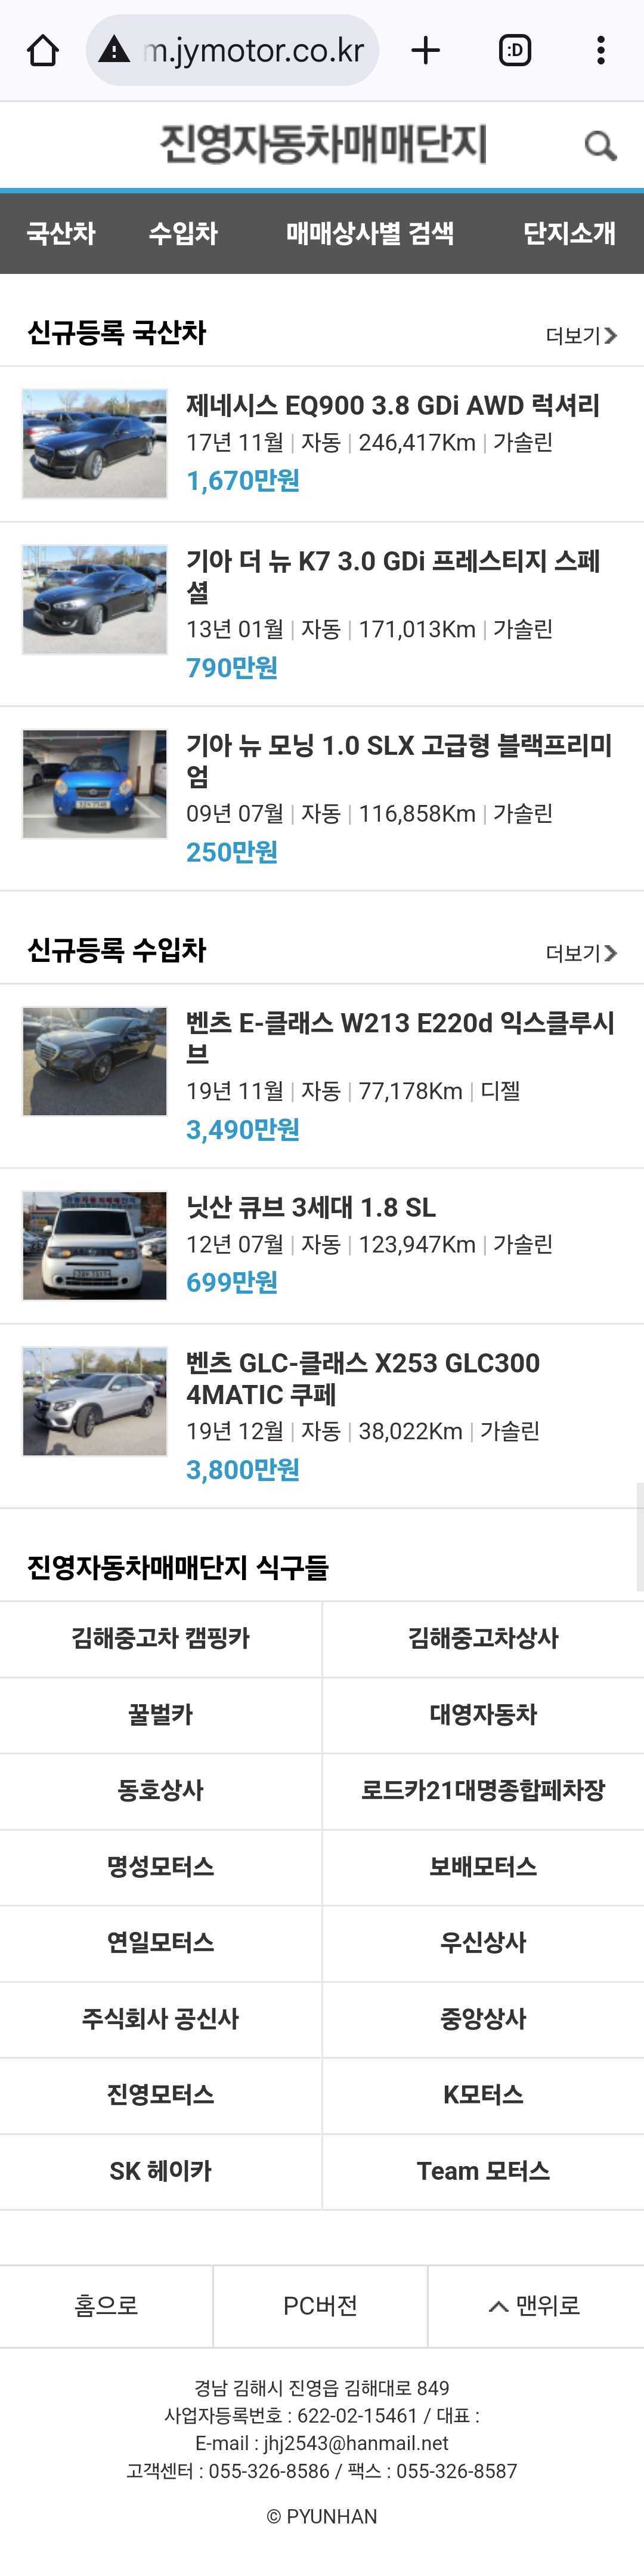 m.jymotor.co.kr
:D
진영자동차매매단지
국산차 수입차 매매상사별 검색 단지소개
신규등록 국산차 더보기
제네시스 EQ900 3.8 GDi AWD 럭셔리
17년 11월 | 자동 | 246,417Km | 가솔린
1,670만원
기아 더 뉴 K7 3.0 GDi 프레스티지 스페
셜
13년 01월 | 자동 | 171,013Km | 가솔린
790만원
기아 뉴 모닝 1.0 SLX 고급형 블랙프리미
엄
09년 07월 | 자동 | 116,858Km | 가솔린
250만원
신규등록 수입차 더보기
벤츠 E-클래스 W213 E220d 익스클루시
브
19년 11월 | 자동 | 77,178Km | 디젤
3,490만원
닛산 큐브 3세대 1.8 SL
12년 07월 | 자동 | 123,947Km | 가솔린
699만원
벤츠 GLC-클래스 X253 GLC300
4MATIC 쿠페
19년 12월 | 자동 | 38,022Km | 가솔린
3,800만원
진영자동차매매단지 식구들
김해중고차 캠핑카 김해중고차상사
꿀벌카 대영자동차
동호상사 로드카21대명종합폐차장
명성모터스 보배모터스
연일모터스 우신상사
주식회사 공신사 중앙상사
진영모터스 K모터스
SK 헤이카 Team 모터스
홈으로 PC버전 맨위로
경남 김해시 진영읍 김해대로 849
사업자등록번호 : 622-02-15461 / 대표 :
E-mail : jhj2543@hanmail.net
고객센터 : 055-326-8586 / 팩스 : 055-326-8587
© PYUNHAN